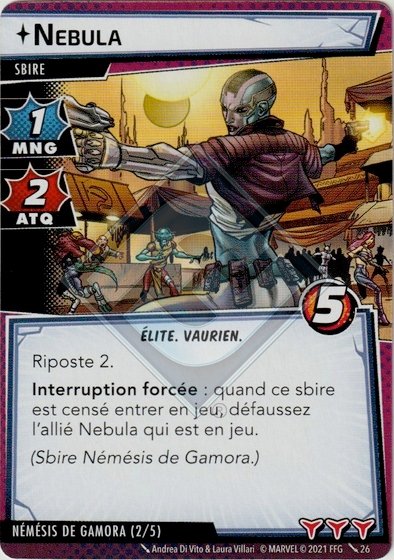 NEBULA
SBIRE
1
MNG
2
ATQ
5
ÉLITE. VAURIEN.
Riposte 2.
Interruption forcée : quand ce sbire
est censé entrer en jeu, défaussez
l'allié Nebula qui est en jeu.
(Sbire Némésis de Gamora.)
NÉMÉSIS DE GAMORA (2/5)
Andrea Di Vito & Laura Villari © MARVEL © 2021 FFG 26